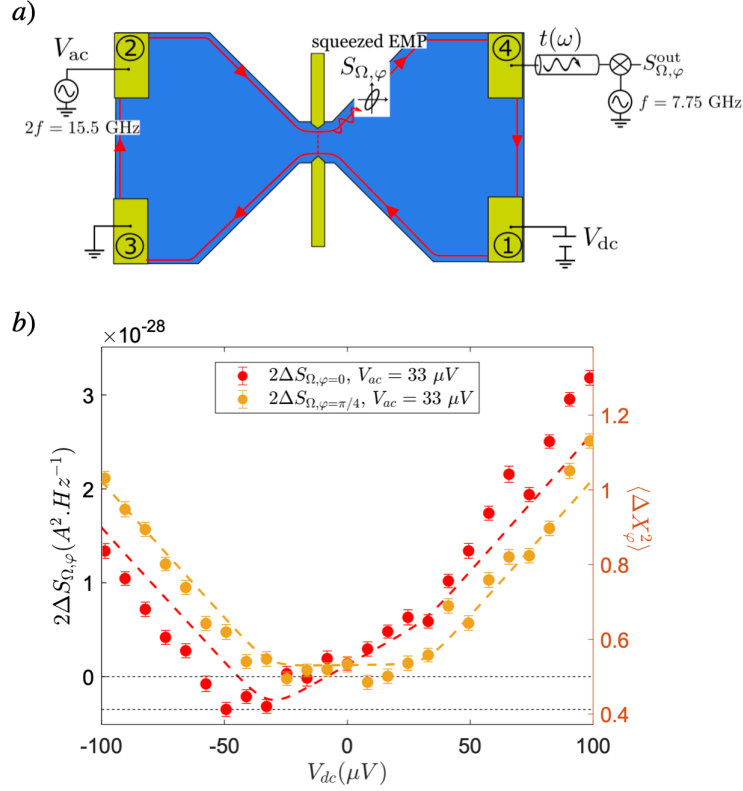 a)
squeezed EMP
t(ω)
V_ac
②
④
S_Ω,φ
S^out_Ω,φ
f = 7.75 GHz
2f = 15.5 GHz
③
①
V_dc
b)
×10^-28
2ΔS_Ω,φ=0, V_ac = 33 μV
2ΔS_Ω,φ=π/4, V_ac = 33 μV
3
2
1
0
2ΔS_Ω,φ(A².Hz⁻¹)
1.2
1
0.8
0.6
0.4
⟨ΔX²_φ⟩
-100
-50
0
50
100
V_dc(μV)